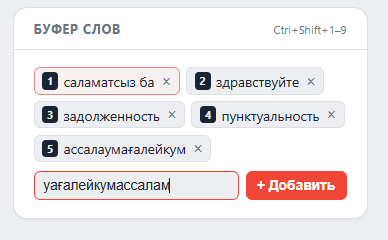 БУФЕР СЛОВ Ctrl+Shift+1–9
1 саламатсыз ба × 2 здравствуйте ×
3 задолженность × 4 пунктуальность ×
5 ассалаумағалейкум ×
уағалейкумассалам + Добавить